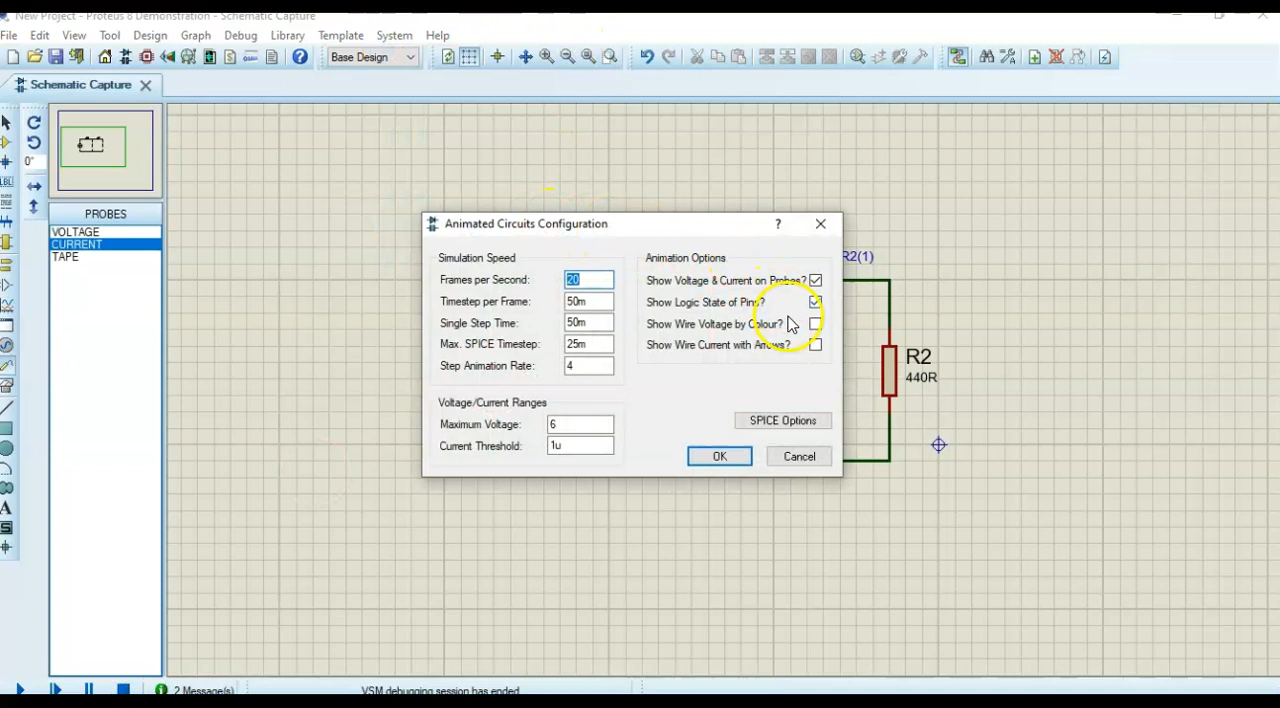 New Project - Proteus 8 Demonstration - Schematic Capture
File Edit View Tool Graph Debug Library Template System Help
Base Design
Schematic Capture
0°
PROBES
VOLTAGE
CURRENT
TAPE
LBL
A
S
Animated Circuits Configuration
?
Simulation Speed
Frames per Second: 20
Timestep per Frame: 50m
Single Step Time: 50m
Max. SPICE Timestep: 25m
Step Animation Rate: 4
Voltage/Current Ranges
Maximum Voltage: 6
Current Threshold: 1u
Animation Options
Show Voltage & Current on Probes?
Show Logic State of Pins?
Show Wire Voltage by Colour?
Show Wire Current with Arrows?
SPICE Options
OK Cancel
R2(1)
R2
440R
2 Message(s)
VSM debugging session has ended